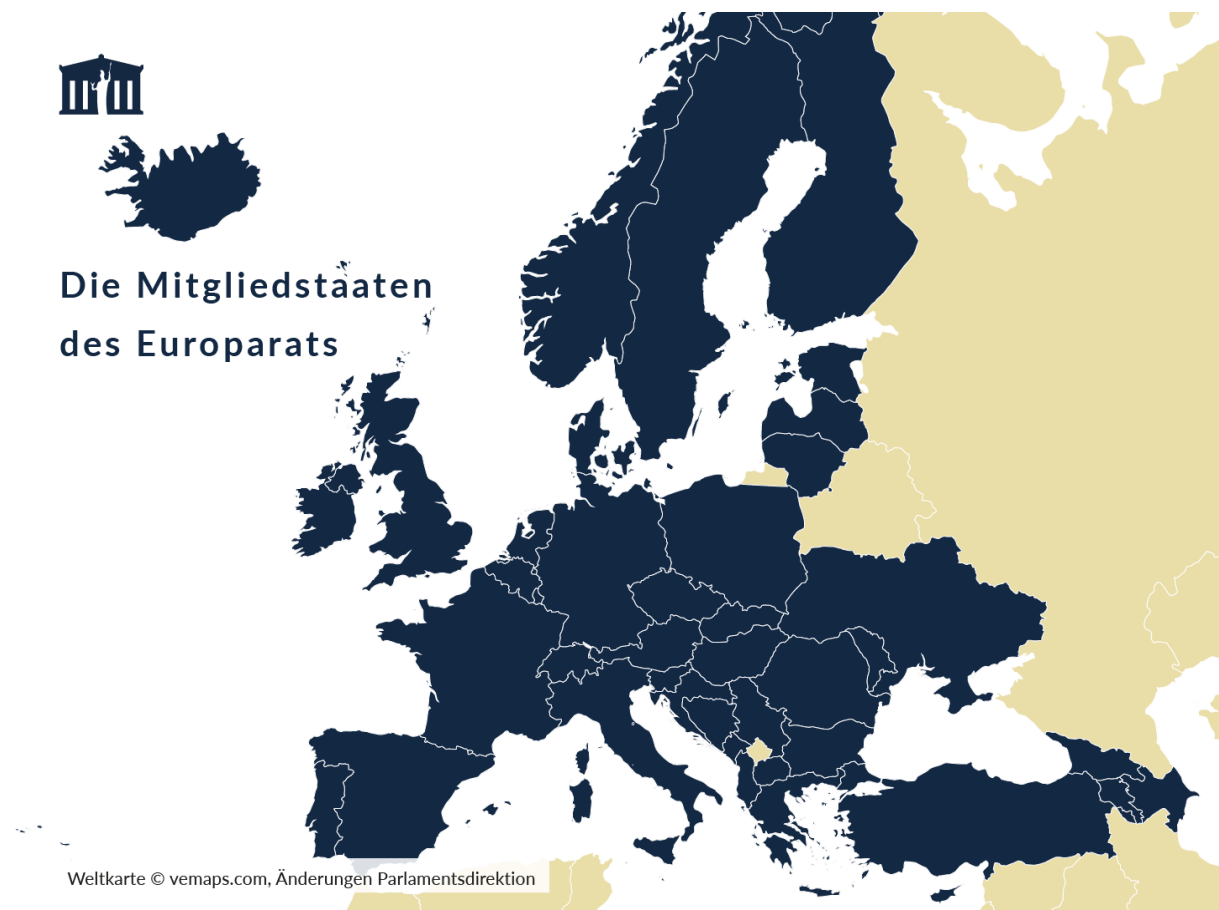 Die Mitgliedstaaten
des Europarats
Weltkarte © vemaps.com, Änderungen Parlamentsdirektion